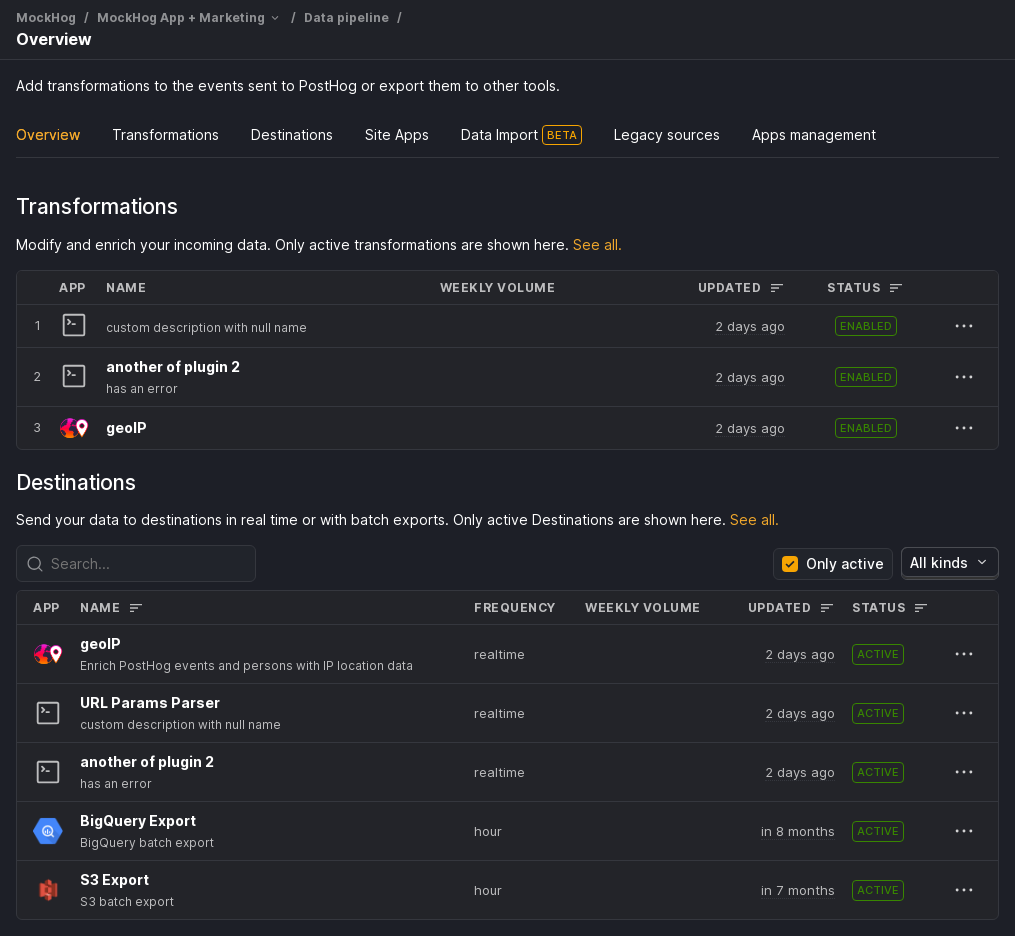 MockHog / MockHog App + Marketing / Data pipeline /
Overview
Add transformations to the events sent to PostHog or export them to other tools.
Overview Transformations Destinations Site Apps Data Import BETA Legacy sources Apps management
Transformations
Modify and enrich your incoming data. Only active transformations are shown here. See all.
APP NAME WEEKLY VOLUME UPDATED STATUS
1 custom description with null name 2 days ago ENABLED
another of plugin 2
2 2 days ago ENABLED
has an error
3 geoIP 2 days ago ENABLED
Destinations
Send your data to destinations in real time or with batch exports. Only active Destinations are shown here. See all.
Search... Only active All kinds
APP NAME FREQUENCY WEEKLY VOLUME UPDATED STATUS
geoIP
realtime 2 days ago ACTIVE
Enrich PostHog events and persons with IP location data
URL Params Parser
realtime 2 days ago ACTIVE
custom description with null name
another of plugin 2
realtime 2 days ago ACTIVE
has an error
BigQuery Export
hour in 8 months ACTIVE
BigQuery batch export
S3 Export
hour in 7 months ACTIVE
S3 batch export